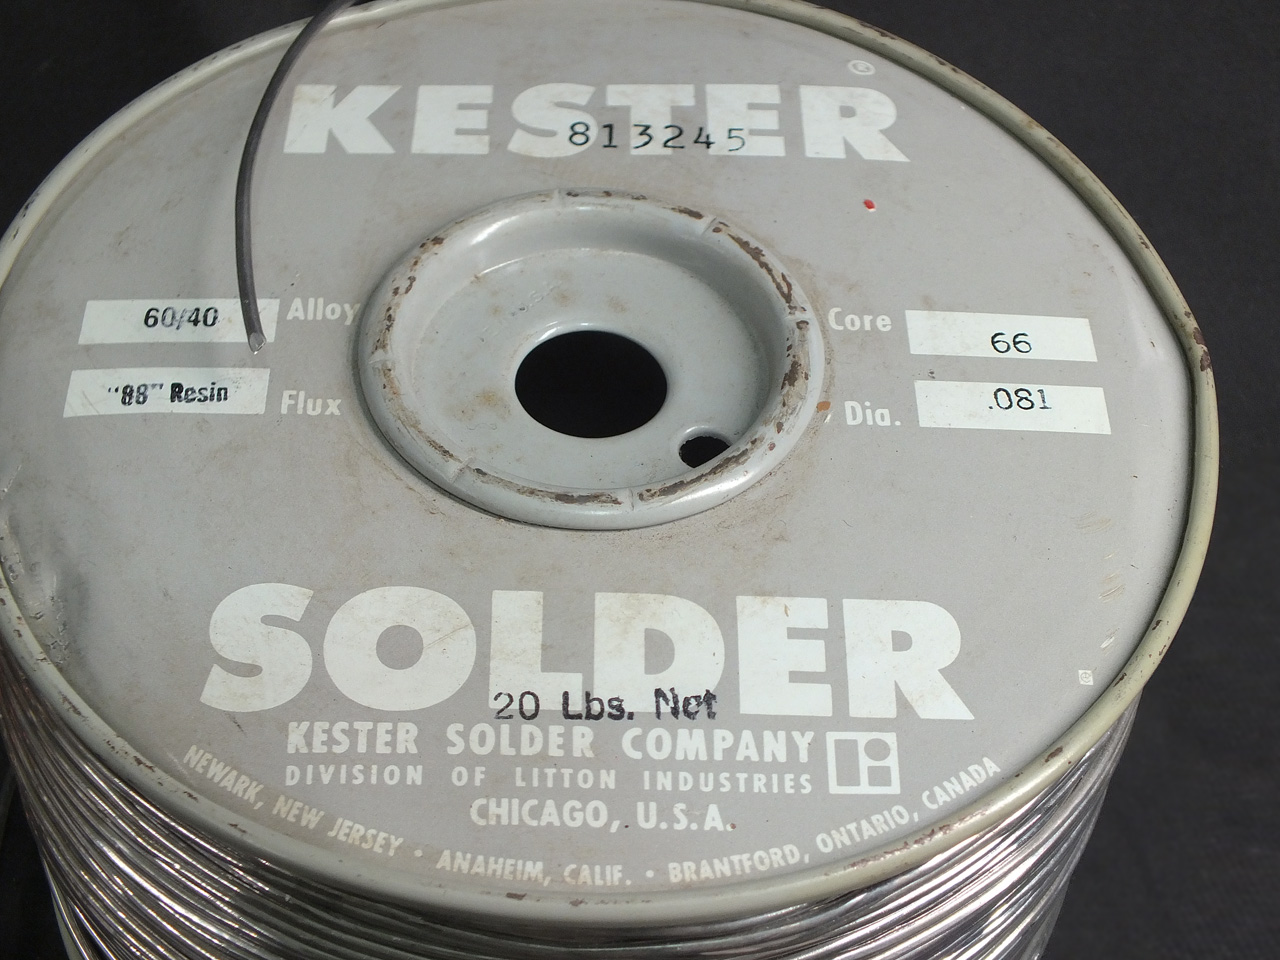 KESTER ®
813245
60/40 Alloy
Core 66
"88" Resin Flux
Dia. .081
SOLDER
20 Lbs. Net
KESTER SOLDER COMPANY
DIVISION OF LITTON INDUSTRIES
CHICAGO, U.S.A.
NEWARK, NEW JERSEY • ANAHEIM, CALIF. • BRANTFORD, ONTARIO, CANADA